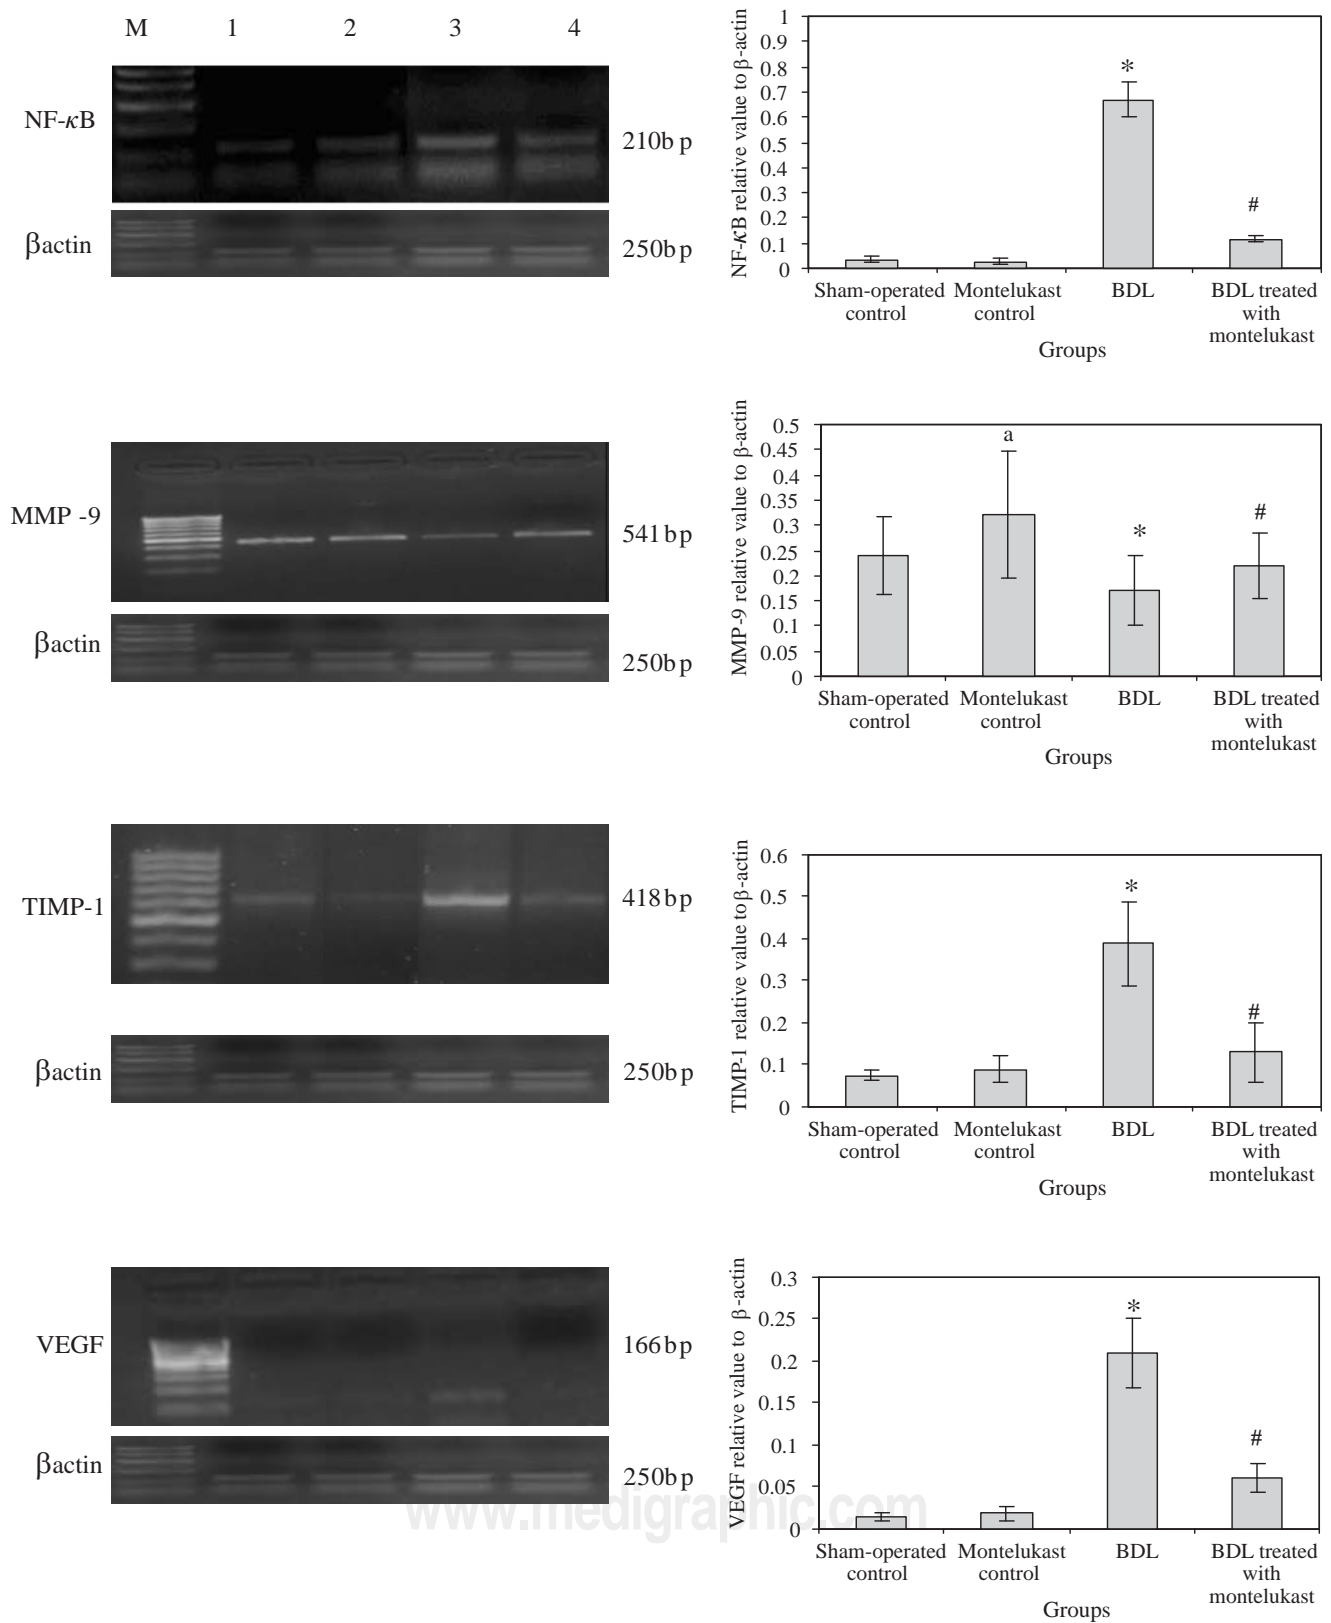 M 1 2 3 4
NF-κB
210bp
βactin
250bp
NF-κB relative value to β-actin
1
0.9
0.8
0.7
0.6
0.5
0.4
0.3
0.2
0.1
0
*
#
Sham-operated control
Montelukast control
BDL
BDL treated with montelukast
Groups
MMP -9
541bp
βactin
250bp
MMP-9 relative value to β-actin
0.5
0.45
0.4
0.35
0.3
0.25
0.2
0.15
0.1
0.05
0
a
*
#
Sham-operated control
Montelukast control
BDL
BDL treated with montelukast
Groups
TIMP-1
418bp
βactin
250bp
TIMP-1 relative value to β-actin
0.6
0.5
0.4
0.3
0.2
0.1
0
*
#
Sham-operated control
Montelukast control
BDL
BDL treated with montelukast
Groups
VEGF
166bp
βactin
250bp
VEGF relative value to β-actin
0.3
0.25
0.2
0.15
0.1
0.05
0
*
#
Sham-operated control
Montelukast control
BDL
BDL treated with montelukast
Groups
www.medigraphic.com